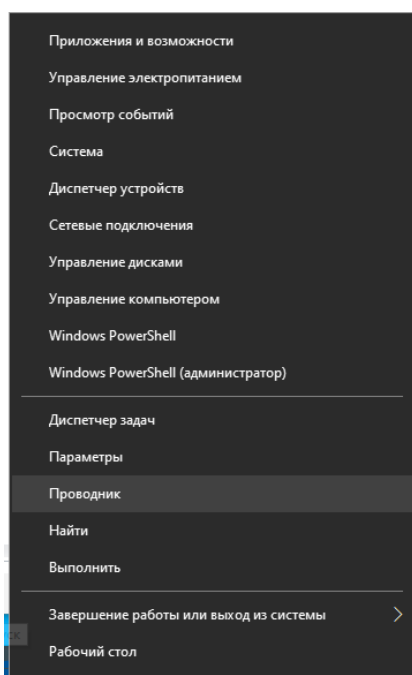 Приложения и возможности
Управление электропитанием
Просмотр событий
Система
Диспетчер устройств
Сетевые подключения
Управление дисками
Управление компьютером
Windows PowerShell
Windows PowerShell (администратор)
Диспетчер задач
Параметры
Проводник
Найти
Выполнить
Завершение работы или выход из системы
Рабочий стол